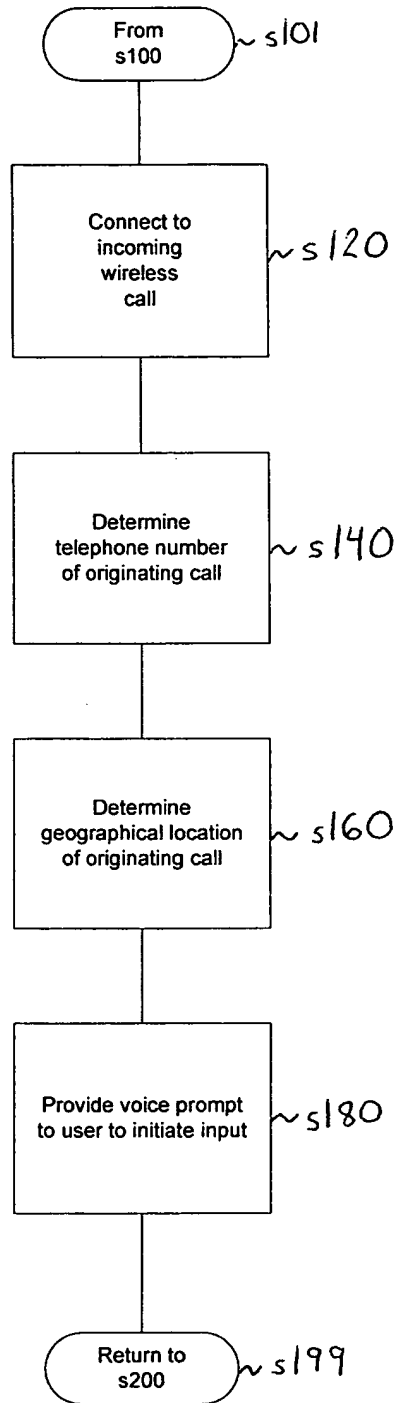 From
s100
s101
Connect to
incoming
wireless
call
s120
Determine
telephone number
of originating call
s140
Determine
geographical location
of originating call
s160
Provide voice prompt
to user to initiate input
s180
Return to
s200
s199